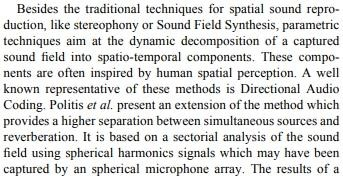 Besides the traditional techniques for spatial sound repro-
duction, like stereophony or Sound Field Synthesis, parametric
techniques aim at the dynamic decomposition of a captured
sound field into spatio-temporal components. These compo-
nents are often inspired by human spatial perception. A well
known representative of these methods is Directional Audio
Coding. Politis et al. present an extension of the method which
provides a higher separation between simultaneous sources and
reverberation. It is based on a sectorial analysis of the sound
field using spherical harmonics signals which may have been
captured by an spherical microphone array. The results of a